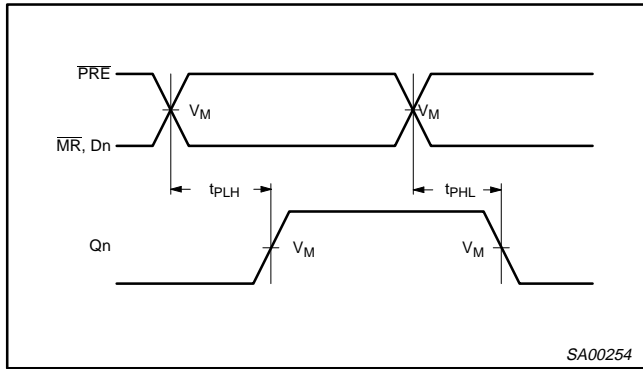 PRE
VM VM
MR, Dn
tPLH tPHL
Qn
VM VM
SA00254